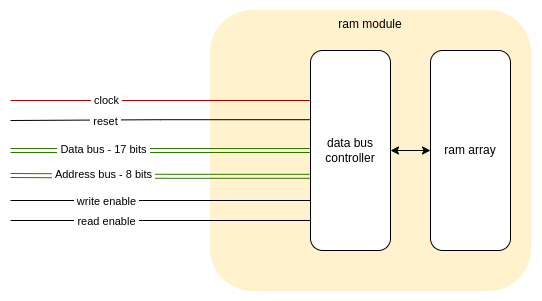 ram module
clock
reset
Data bus - 17 bits
Address bus - 8 bits
write enable
read enable
data bus
controller
ram array